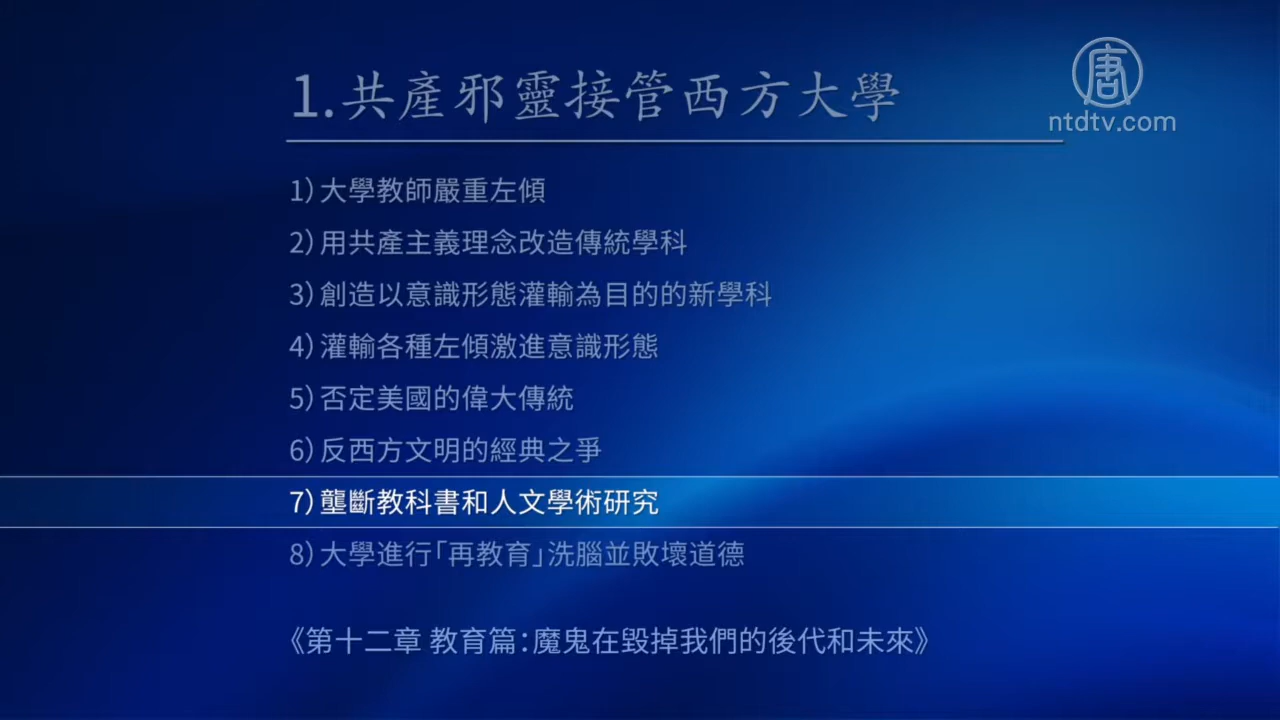 1.共產邪靈接管西方大學
唐
ntdtv.com
1)大學教師嚴重左傾
2)用共產主義理念改造傳統學科
3)創造以意識形態灌輸為目的的新學科
4)灌輸各種左傾激進意識形態
5)否定美國的偉大傳統
6)反西方文明的經典之爭
7)壟斷教科書和人文學術研究
8)大學進行「再教育」洗腦並敗壞道德
《第十二章 教育篇:魔鬼在毀掉我們的後代和未來》